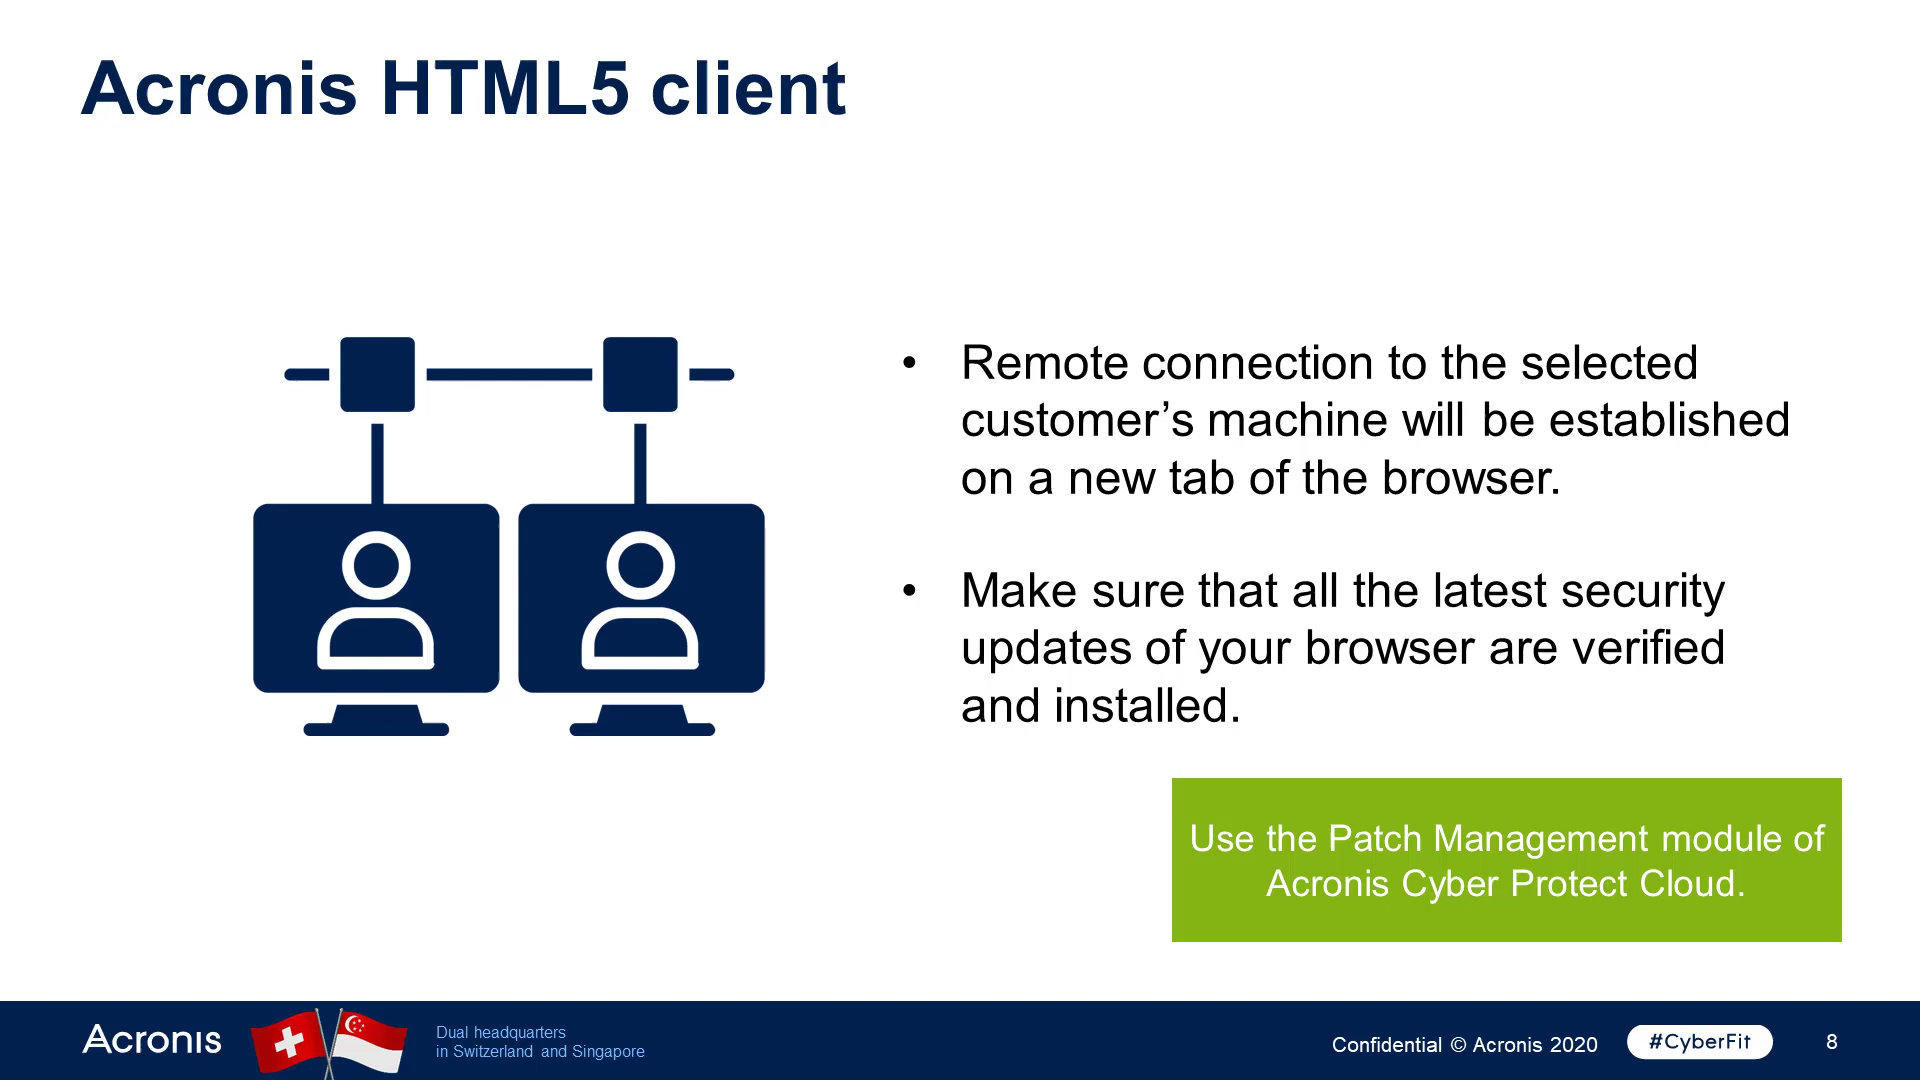 Acronis HTML5 client
• Remote connection to the selected
customer’s machine will be established
on a new tab of the browser.
• Make sure that all the latest security
updates of your browser are verified
and installed.
Use the Patch Management module of
Acronis Cyber Protect Cloud.
Acronis
Dual headquarters
in Switzerland and Singapore
Confidential © Acronis 2020
#CyberFit
8